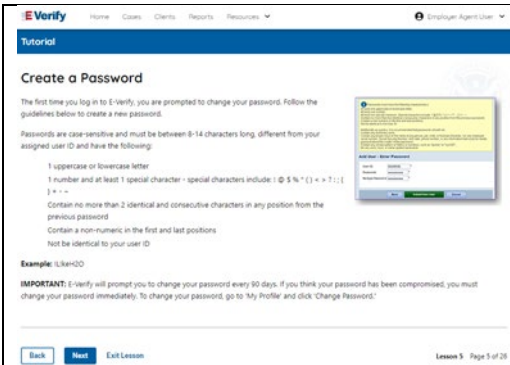 E-Verify Home Cases Clients Reports Resources Employer Agent User
Tutorial
Create a Password
The first time you log in to E-Verify, you are prompted to change your password. Follow the
guidelines below to create a new password.
Passwords are case-sensitive and must be between 8-14 characters long, different from your
assigned user ID and have the following:
1 uppercase or lowercase letter
1 number and at least 1 special character - special characters include: ! @ $ % * ( ) < > ? : ; {
} + - =
Contain no more than 2 identical and consecutive characters in any position from the
previous password
Contain a non-numeric in the first and last positions
Not be identical to your user ID
Example: !LikeH2O
IMPORTANT: E-Verify will prompt you to change your password every 90 days. If you think your password has been compromised, you must
change your password immediately. To change your password, go to 'My Profile' and click 'Change Password.'
Add User - Enter Password
Back Next Exit Lesson Lesson 5 Page 5 of 28